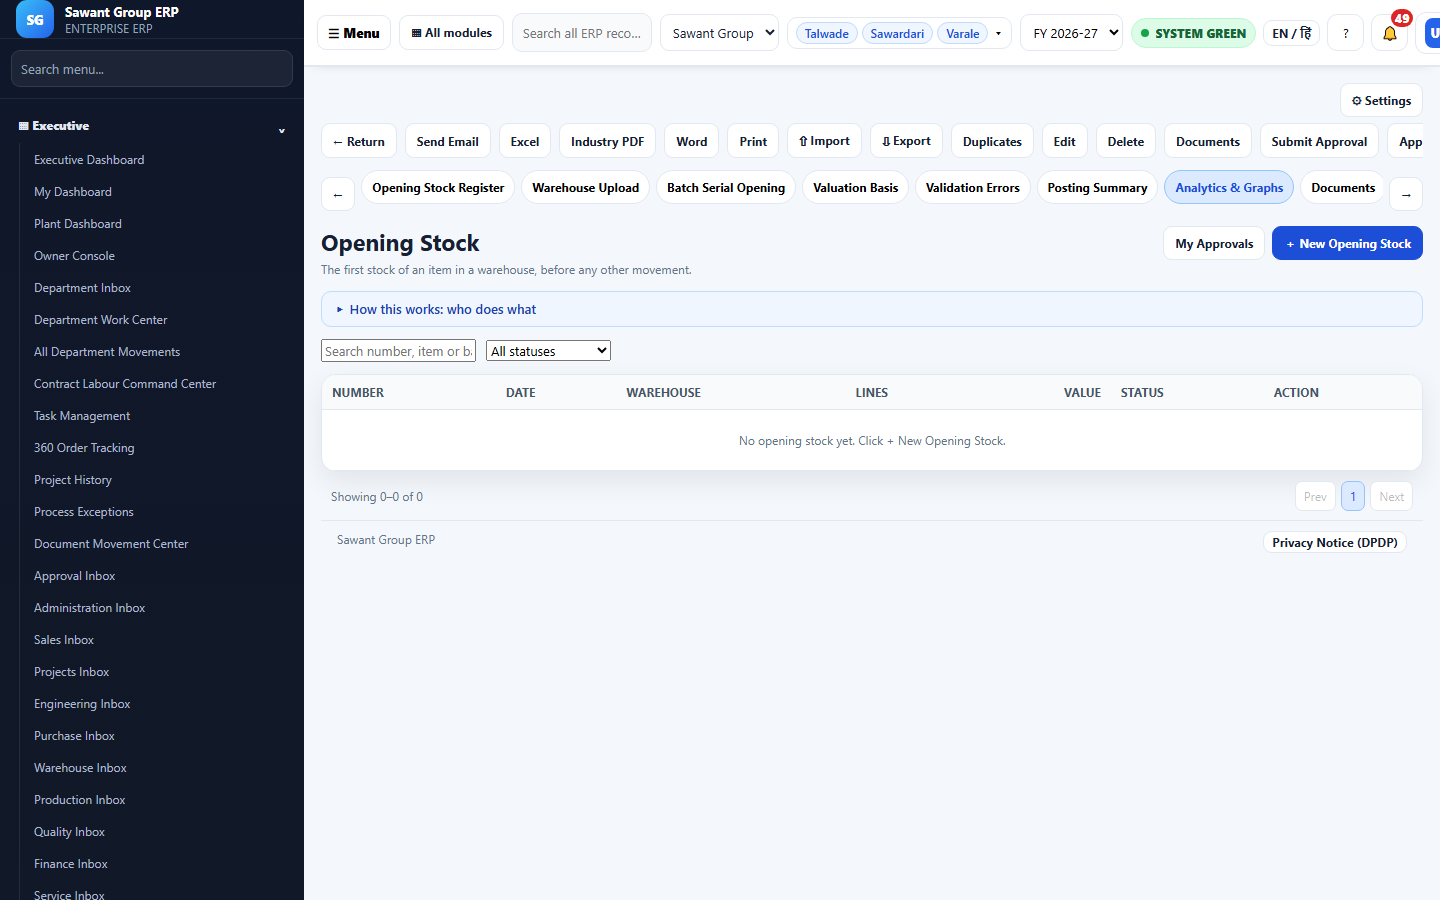 SG
Sawant Group ERP
ENTERPRISE ERP
Search menu...
Executive
Executive Dashboard
My Dashboard
Plant Dashboard
Owner Console
Department Inbox
Department Work Center
All Department Movements
Contract Labour Command Center
Task Management
360 Order Tracking
Project History
Process Exceptions
Document Movement Center
Approval Inbox
Administration Inbox
Sales Inbox
Projects Inbox
Engineering Inbox
Purchase Inbox
Warehouse Inbox
Production Inbox
Quality Inbox
Finance Inbox
Service Inbox
☰ Menu
All modules
Search all ERP reco...
Sawant Group
Talwade
Sawardari
Varale
FY 2026-27
SYSTEM GREEN
EN / हिं
?
49
U
⚙ Settings
← Return
Send Email
Excel
Industry PDF
Word
Print
⇧ Import
⇩ Export
Duplicates
Edit
Delete
Documents
Submit Approval
App
←
Opening Stock Register
Warehouse Upload
Batch Serial Opening
Valuation Basis
Validation Errors
Posting Summary
Analytics & Graphs
Documents
→
Opening Stock
My Approvals
+ New Opening Stock
The first stock of an item in a warehouse, before any other movement.
▸ How this works: who does what
Search number, item or ba
All statuses
NUMBER DATE WAREHOUSE LINES VALUE STATUS ACTION
No opening stock yet. Click + New Opening Stock.
Showing 0–0 of 0
Prev
1
Next
Sawant Group ERP
Privacy Notice (DPDP)